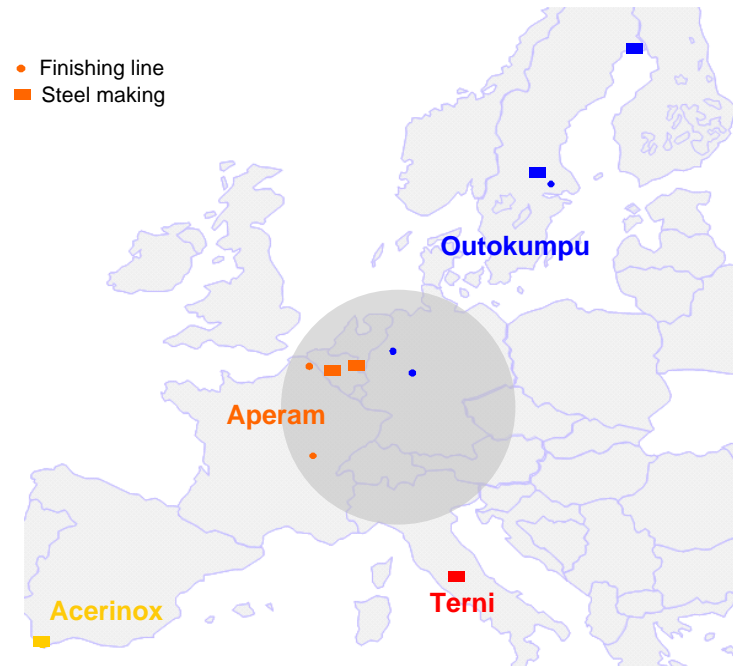 Finishing line
Steel making
Outokumpu
Aperam
Acerinox
Terni